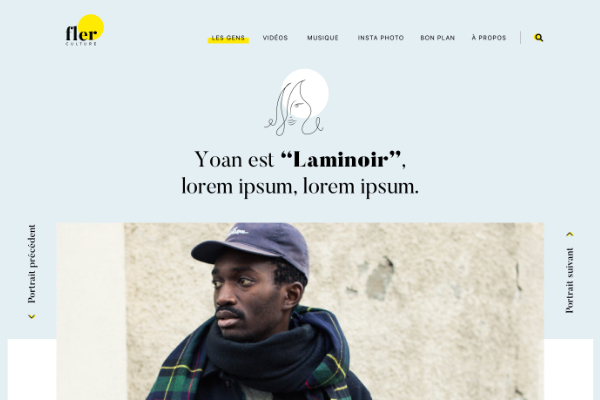 fler
CULTURE
LES GENS VIDÉOS MUSIQUE INSTA PHOTO BON PLAN À PROPOS
Yoan est “Laminoir”,
lorem ipsum, lorem ipsum.
Portrait précédent
Portrait suivant